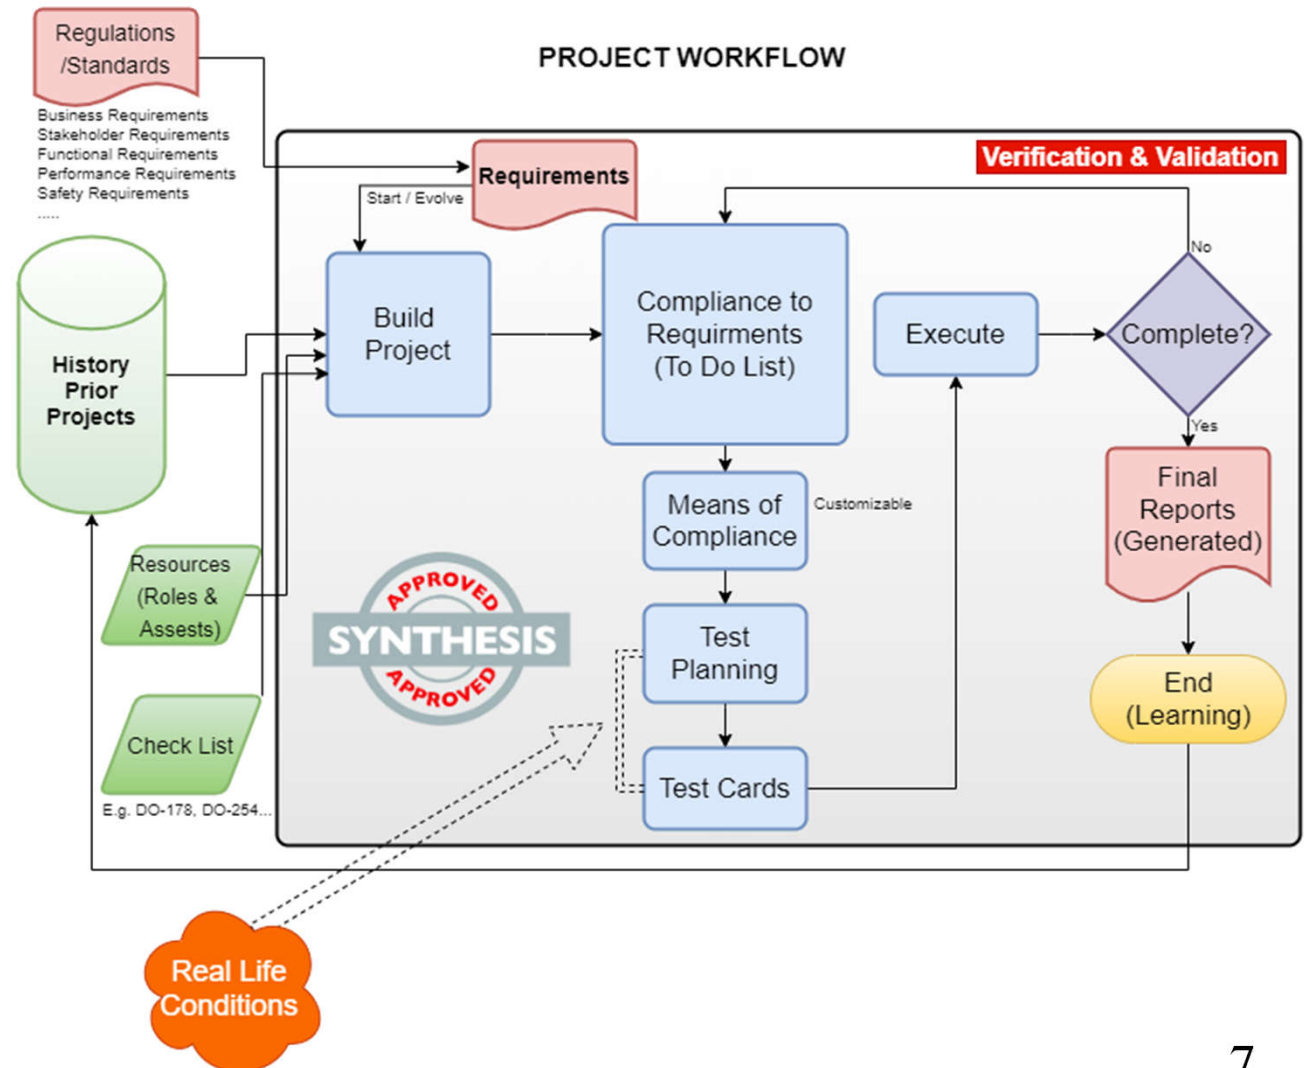 Regulations
/Standards
PROJECT WORKFLOW
Business Requirements
Stakeholder Requirements
Functional Requirements
Performance Requirements
Safety Requirements
.....
Verification & Validation
Requirements
Start / Evolve
No
Build
Project
Compliance to
Requirments
(To Do List)
Execute
Complete?
History
Prior
Projects
Yes
Means of
Compliance
Customizable
Final
Reports
(Generated)
Resources
(Roles &
Assests)
APPROVED
SYNTHESIS
APPROVED
Test
Planning
End
(Learning)
Check List
Test Cards
E.g. DO-178, DO-254...
Real Life
Conditions
7